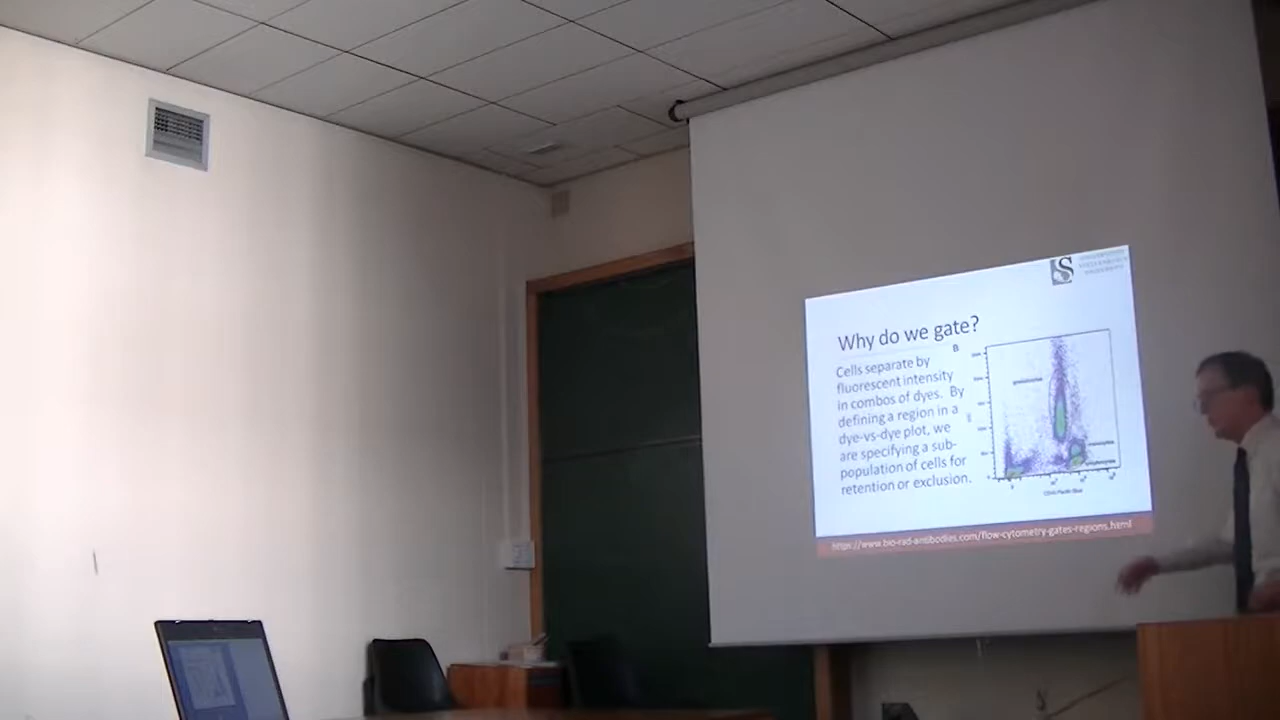 Why do we gate?
Cells separate by
fluorescent intensity
in combos of dyes. By
defining a region in a
dye-vs-dye plot, we
are specifying a sub-
population of cells for
retention or exclusion.
B
https://www.bio-rad-antibodies.com/flow-cytometry-gates-regions.html